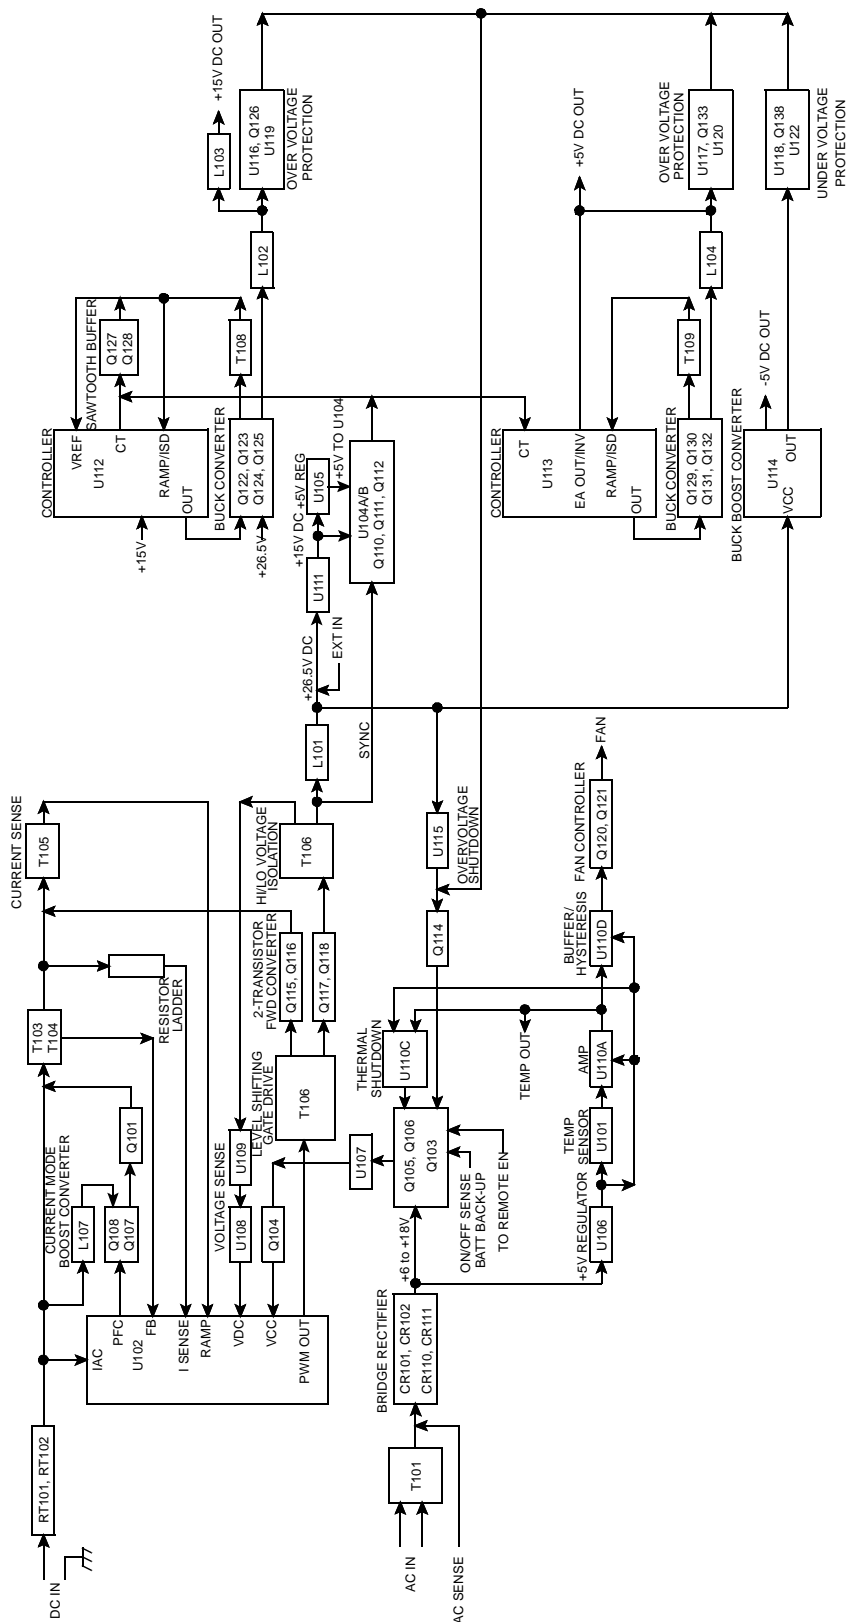 DC IN
RT101, RT102
IAC
PFC
U102
FB
I SENSE
RAMP
VDC
VCC
PWM OUT
CURRENT MODE
BOOST CONVERTER
L107
Q108
Q107
Q101
T103
T104
RESISTOR
LADDER
CURRENT SENSE
T105
VOLTAGE SENSE
U108
U109
Q104
LEVEL SHIFTING
GATE DRIVE
T106
2-TRANSISTOR
FWD CONVERTER
Q115, Q116
Q117, Q118
HI/LO VOLTAGE
ISOLATION
T106
L101
SYNC
+26.5V DC
EXT IN
U111
+15V DC
+5V REG
U105
+5V TO U104
U104A/B
Q110, Q111, Q112
CONTROLLER
VREF
U112
CT
RAMP/ISD
OUT
+15V
SAWTOOTH BUFFER
Q127
Q128
BUCK CONVERTER
Q122, Q123
Q124, Q125
+26.5V
T108
L102
L103
+15V DC OUT
U116, Q126
U119
OVER VOLTAGE
PROTECTION
AC IN
AC SENSE
T101
BRIDGE RECTIFIER
CR101, CR102
CR110, CR111
+6 to +18V
U107
Q105, Q106
Q103
ON/OFF SENSE
BATT BACK-UP
TO REMOTE EN
THERMAL
SHUTDOWN
U110C
Q114
U115
OVERVOLTAGE
SHUTDOWN
TEMP OUT
+5V REGULATOR
U106
TEMP
SENSOR
U101
AMP
U110A
BUFFER/
HYSTERESIS
U110D
FAN CONTROLLER
Q120, Q121
FAN
CONTROLLER
CT
U113
EA OUT/INV
RAMP/ISD
OUT
BUCK CONVERTER
Q129, Q130
Q131, Q132
T109
L104
+5V DC OUT
OVER VOLTAGE
PROTECTION
U117, Q133
U120
BUCK BOOST CONVERTER
U114
VCC
OUT
-5V DC OUT
U118, Q138
U122
UNDER VOLTAGE
PROTECTION